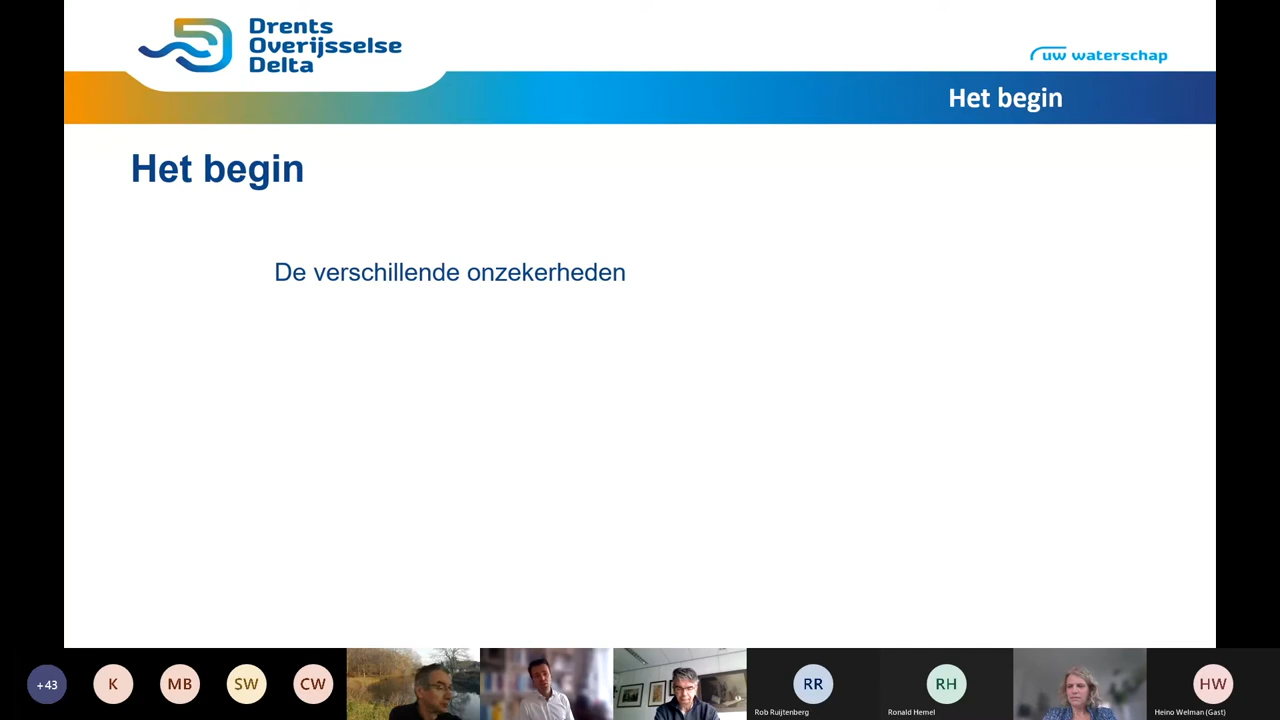 Drents
Overijsselse
Delta
uw waterschap
Het begin
Het begin
De verschillende onzekerheden
+43
K
MB
SW
CW
RR
Rob Ruijtenberg
RH
Ronald Hemel
HW
Heino Welman (Gast)